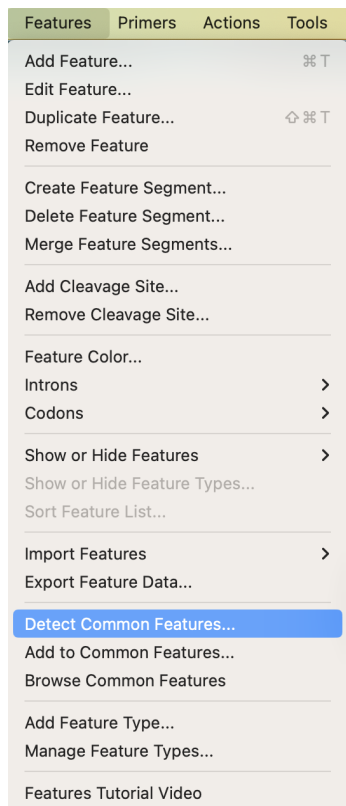 Features Primers Actions Tools
Add Feature... ⌘T
Edit Feature...
Duplicate Feature... ⇧⌘T
Remove Feature
Create Feature Segment...
Delete Feature Segment...
Merge Feature Segments...
Add Cleavage Site...
Remove Cleavage Site...
Feature Color...
Introns
Codons
Show or Hide Features
Show or Hide Feature Types...
Sort Feature List...
Import Features
Export Feature Data...
Detect Common Features...
Add to Common Features...
Browse Common Features
Add Feature Type...
Manage Feature Types...
Features Tutorial Video